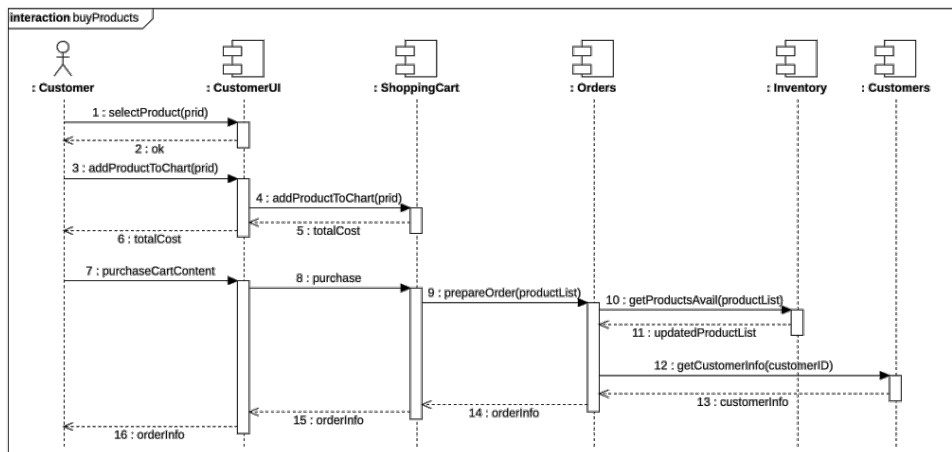 interaction buyProducts
: Customer
: CustomerUI
: ShoppingCart
: Orders
: Inventory
: Customers
1 : selectProduct(prid)
2 : ok
3 : addProductToChart(prid)
4 : addProductToChart(prid)
5 : totalCost
6 : totalCost
7 : purchaseCartContent
8 : purchase
9 : prepareOrder(productList)
10 : getProductsAvail(productList)
11 : updatedProductList
12 : getCustomerInfo(customerID)
13 : customerInfo
14 : orderInfo
15 : orderInfo
16 : orderInfo